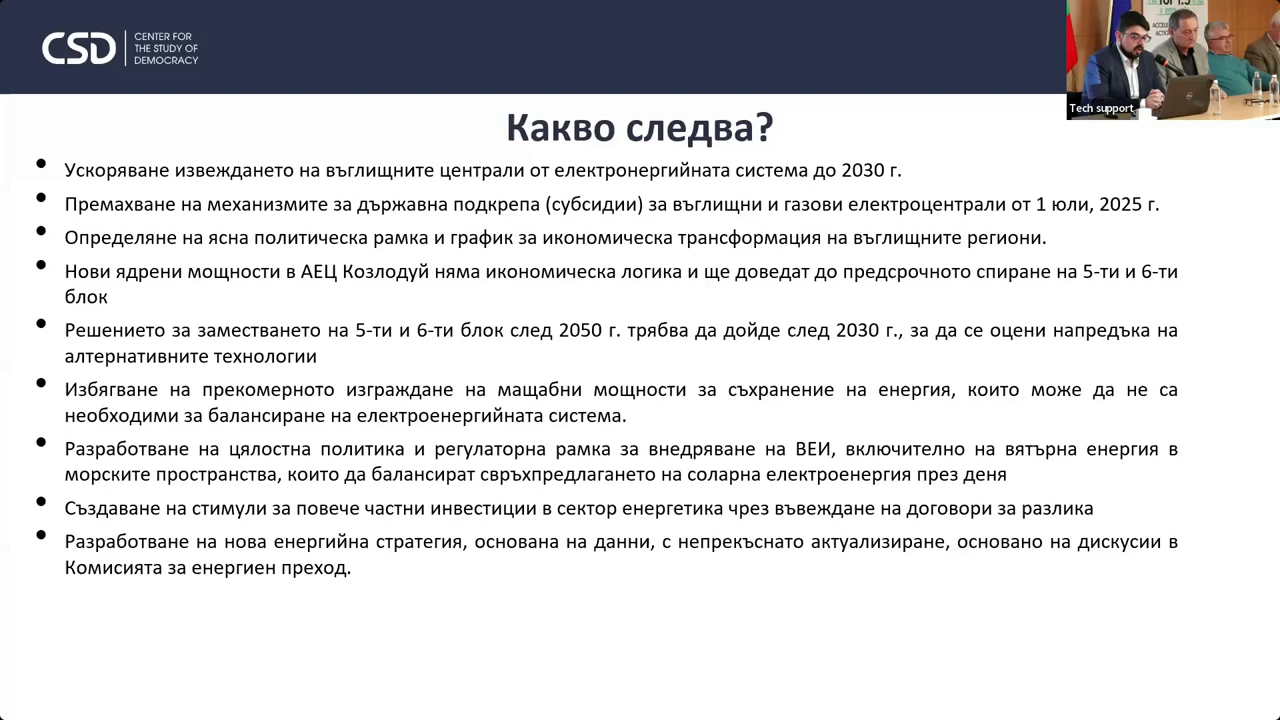 CSD
CENTER FOR
THE STUDY OF
DEMOCRACY
ACCELE
ACTIO
Tech support
Какво следва?
Ускоряване извеждането на въглищните централи от електронергийната система до 2030 г.
Премахване на механизмите за държавна подкрепа (субсидии) за въглищни и газови електроцентрали от 1 юли, 2025 г.
Определяне на ясна политическа рамка и график за икономическа трансформация на въглищните региони.
Нови ядрени мощности в АЕЦ Козлодуй няма икономическа логика и ще доведат до предсрочното спиране на 5-ти и 6-ти
блок
Решението за заместването на 5-ти и 6-ти блок след 2050 г. трябва да дойде след 2030 г., за да се оцени напредъка на
алтернативните технологии
Избягване на прекомерното изграждане на мащабни мощности за съхранение на енергия, които може да не са
необходими за балансиране на електроенергийната система.
Разработване на цялостна политика и регулаторна рамка за внедряване на ВЕИ, включително на вятърна енергия в
морските пространства, които да балансират свръхпредлагането на соларна електроенергия през деня
Създаване на стимули за повече частни инвестиции в сектор енергетика чрез въвеждане на договори за разлика
Разработване на нова енергийна стратегия, основана на данни, с непрекъснато актуализиране, основано на дискусии в
Комисията за енергиен преход.